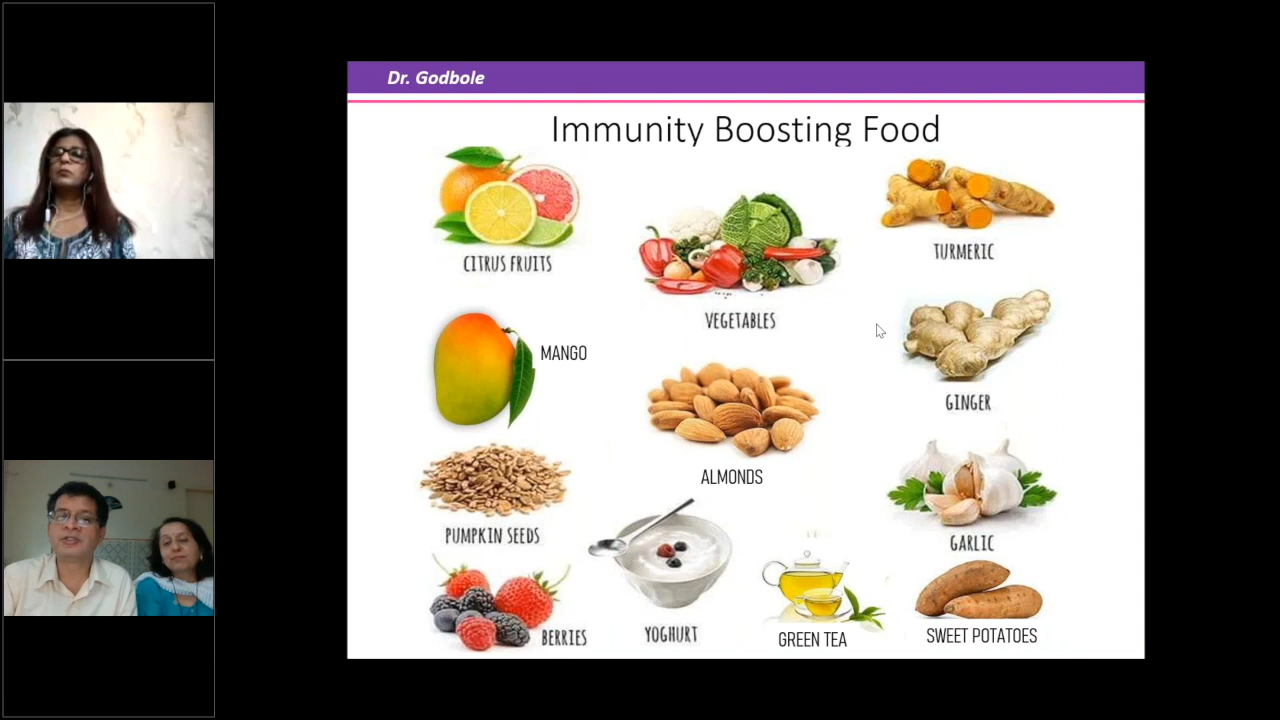 Dr. Godbole
Immunity Boosting Food
CITRUS FRUITS
VEGETABLES
TURMERIC
MANGO
GINGER
ALMONDS
PUMPKIN SEEDS
GARLIC
BERRIES
YOGHURT
GREEN TEA
SWEET POTATOES